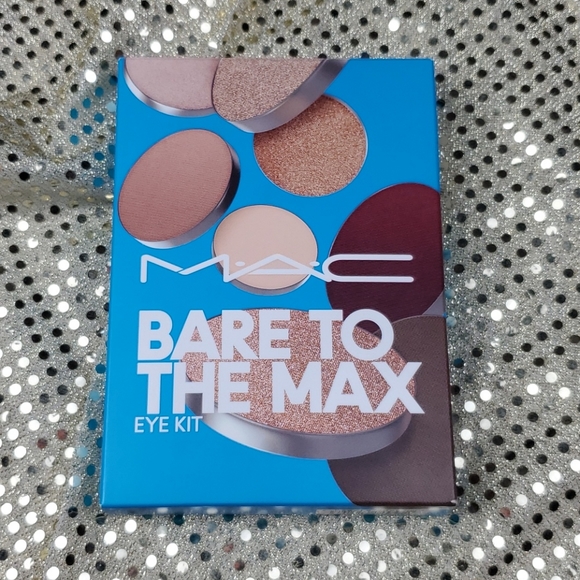 M·A·C
BARE TO
THE MAX
EYE KIT